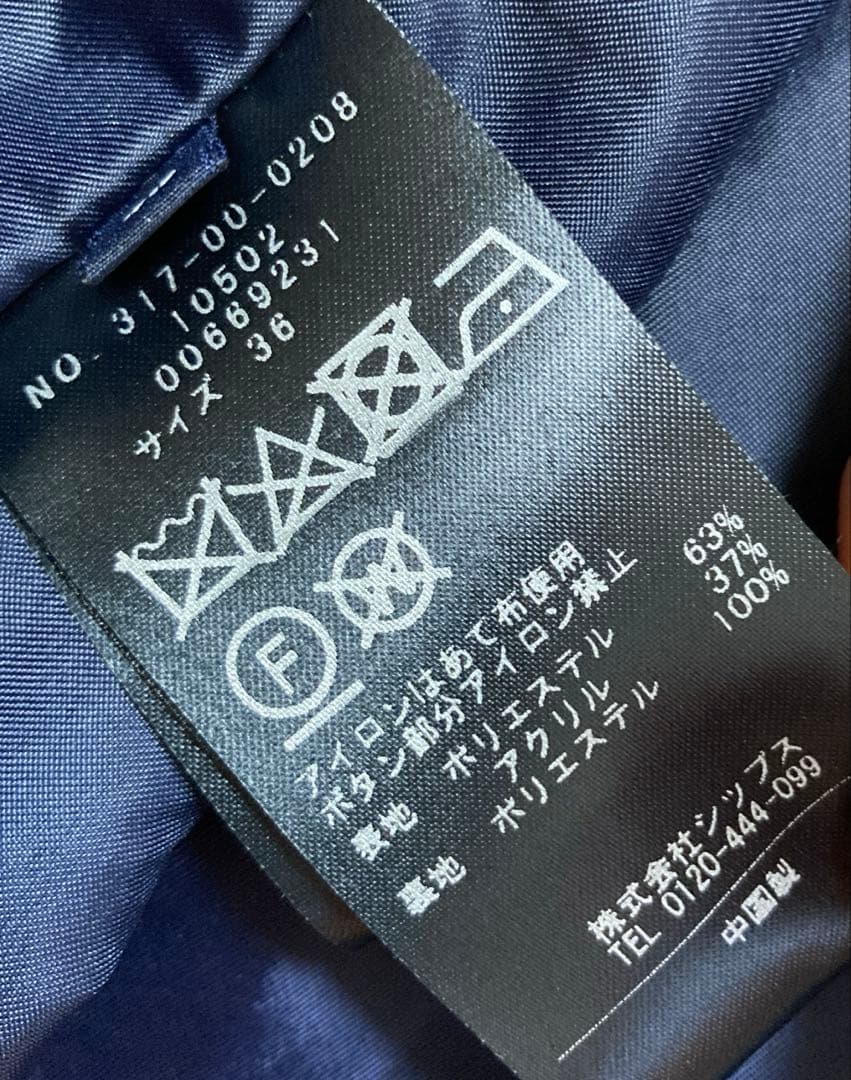 NO. 317-00-0208
10502
00669231
サイズ 36
F
W
アイロンはあて布使用
ボタン部分アイロン禁止
表地 ポリエステル 63%
アクリル 37%
裏地 ポリエステル 100%
株式会社シップス
TEL 0120-444-099
中国製